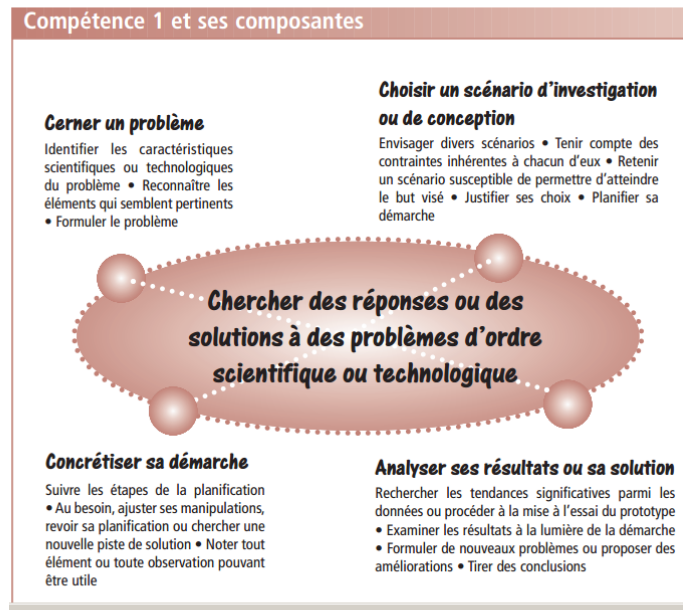 Compétence 1 et ses composantes
Cerner un problème
Identifier les caractéristiques
scientifiques ou technologiques
du problème • Reconnaître les
éléments qui semblent pertinents
• Formuler le problème
Choisir un scénario d'investigation
ou de conception
Envisager divers scénarios • Tenir compte des
contraintes inhérentes à chacun d'eux • Retenir
un scénario susceptible de permettre d'atteindre
le but visé • Justifier ses choix • Planifier sa
démarche
Chercher des réponses ou des
solutions à des problèmes d'ordre
scientifique ou technologique
Concrétiser sa démarche
Suivre les étapes de la planification
• Au besoin, ajuster ses manipulations,
revoir sa planification ou chercher une
nouvelle piste de solution • Noter tout
élément ou toute observation pouvant
être utile
Analyser ses résultats ou sa solution
Rechercher les tendances significatives parmi les
données ou procéder à la mise à l'essai du prototype
• Examiner les résultats à la lumière de la démarche
• Formuler de nouveaux problèmes ou proposer des
améliorations • Tirer des conclusions